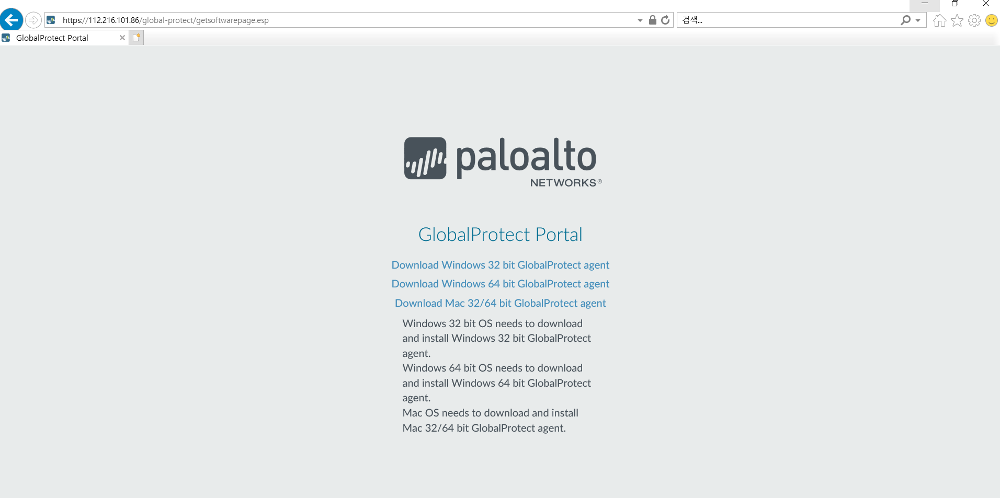 https://112.216.101.86/global-protect/getsoftwarepage.esp
검색...
GlobalProtect Portal
paloalto
NETWORKS®
GlobalProtect Portal
Download Windows 32 bit GlobalProtect agent
Download Windows 64 bit GlobalProtect agent
Download Mac 32/64 bit GlobalProtect agent
Windows 32 bit OS needs to download
and install Windows 32 bit GlobalProtect
agent.
Windows 64 bit OS needs to download
and install Windows 64 bit GlobalProtect
agent.
Mac OS needs to download and install
Mac 32/64 bit GlobalProtect agent.